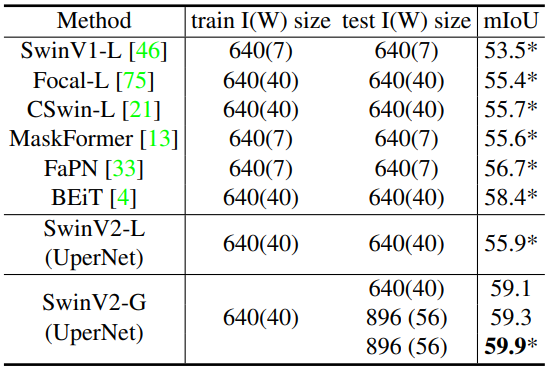 Method train I(W) size test I(W) size mIoU
SwinV1-L [46] 640(7) 640(7) 53.5*
Focal-L [75] 640(40) 640(40) 55.4*
CSwin-L [21] 640(40) 640(40) 55.7*
MaskFormer [13] 640(7) 640(7) 55.6*
FaPN [33] 640(7) 640(7) 56.7*
BEiT [4] 640(40) 640(40) 58.4*
SwinV2-L
(UperNet) 640(40) 640(40) 55.9*
SwinV2-G
(UperNet) 640(40) 640(40) 59.1
896 (56) 59.3
896 (56) 59.9*